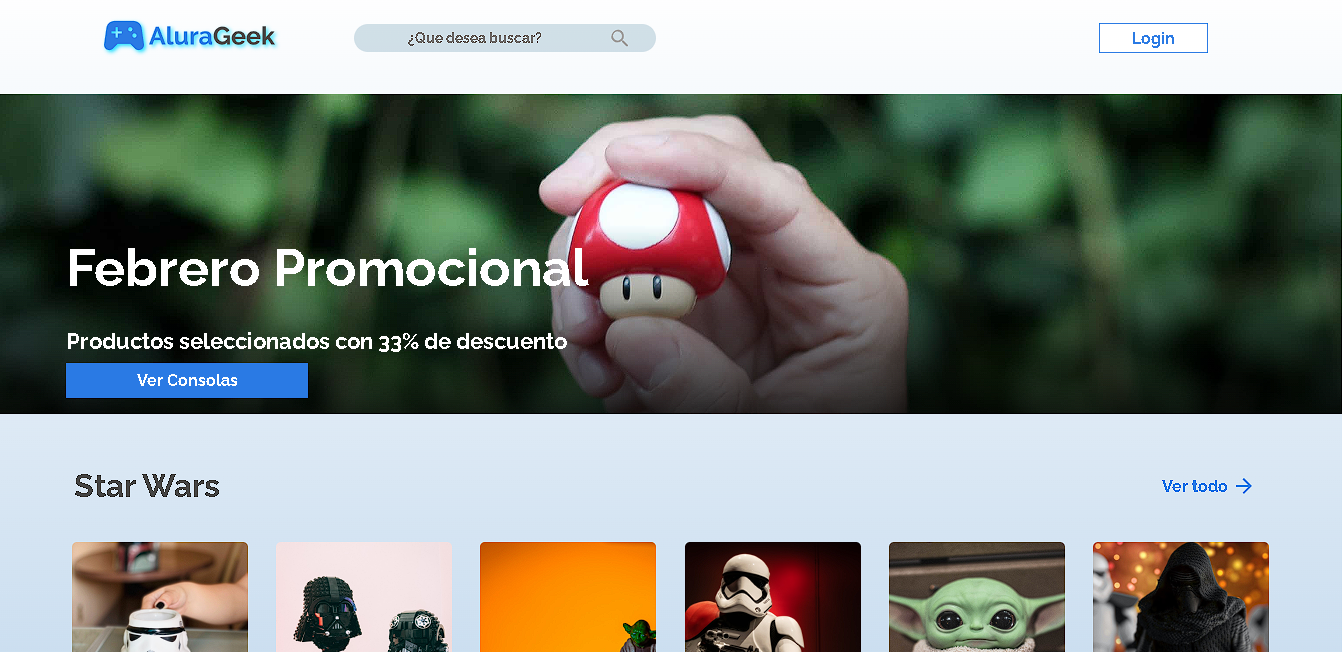 AluraGeek
¿Que desea buscar?
Login
Febrero Promocional
Productos seleccionados con 33% de descuento
Ver Consolas
Star Wars
Ver todo